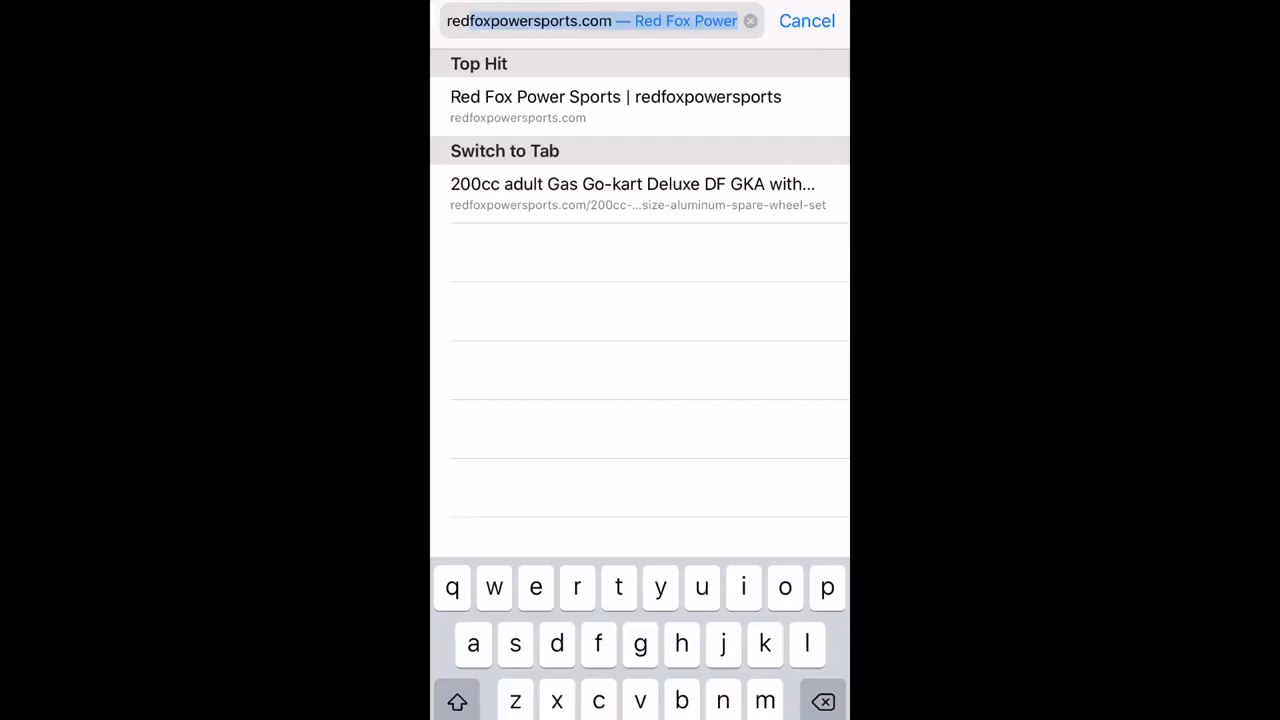 redfoxpowersports.com — Red Fox Power
Cancel
Top Hit
Red Fox Power Sports | redfoxpowersports
redfoxpowersports.com
Switch to Tab
200cc adult Gas Go-kart Deluxe DF GKA with...
redfoxpowersports.com/200cc-...size-aluminum-spare-wheel-set
q w e r t y u i o p
a s d f g h j k l
z x c v b n m